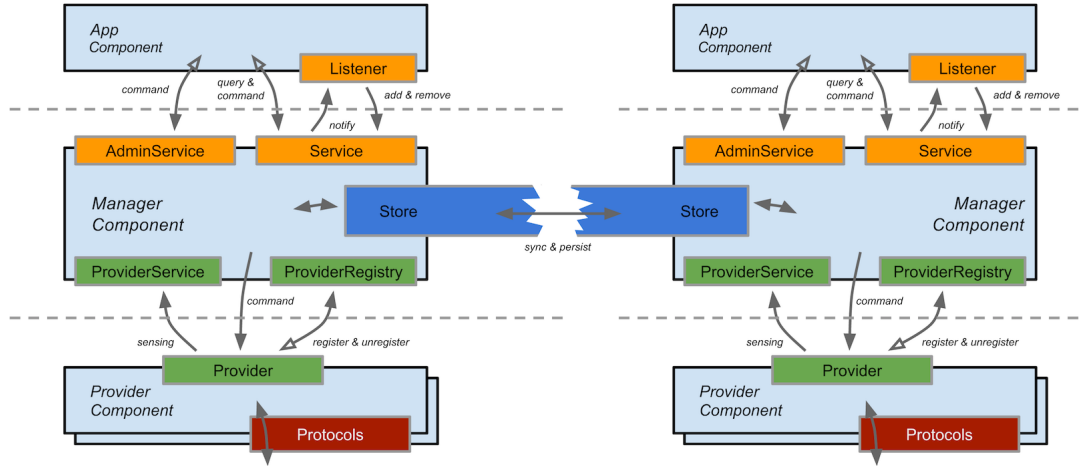 App
Component
Listener
command
query &
command
notify
add & remove
AdminService
Service
Manager
Component
Store
ProviderService
ProviderRegistry
command
sensing
register & unregister
Provider
Provider
Component
Protocols
sync & persist
App
Component
Listener
command
query &
command
notify
add & remove
AdminService
Service
Store
Manager
Component
ProviderService
ProviderRegistry
command
sensing
register & unregister
Provider
Provider
Component
Protocols